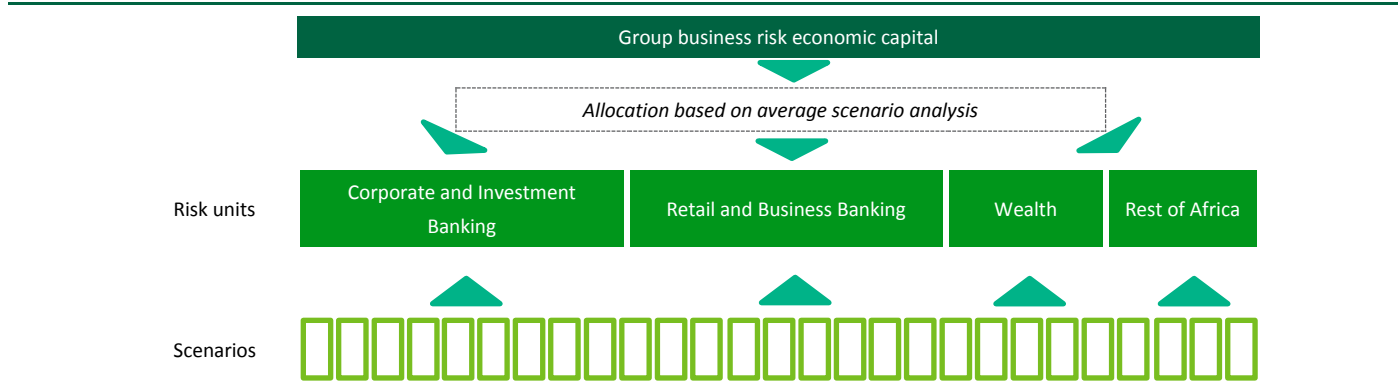 Group business risk economic capital
Allocation based on average scenario analysis
Risk units
Corporate and Investment
Banking
Retail and Business Banking
Wealth
Rest of Africa
Scenarios